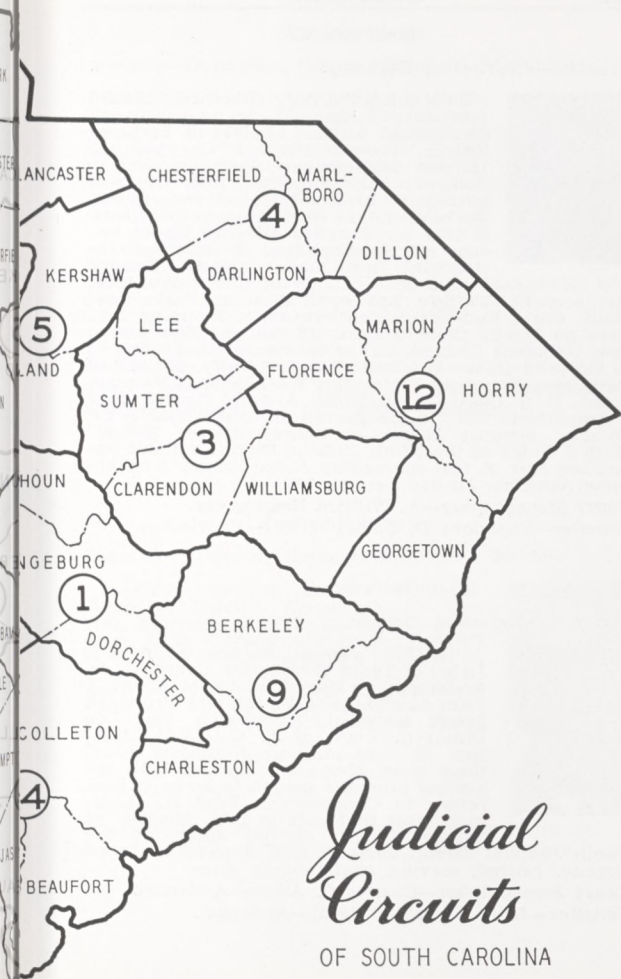 LANCASTER
CHESTERFIELD
MARL-
BORO
4
DILLON
KERSHAW
DARLINGTON
LEE
MARION
5
LAND
FLORENCE
12
HORRY
SUMTER
3
HOUN
CLARENDON
WILLIAMSBURG
GEORGETOWN
NGEBURG
1
BERKELEY
DORCHESTER
9
COLLETON
CHARLESTON
4
BEAUFORT
Judicial
Circuits
OF SOUTH CAROLINA